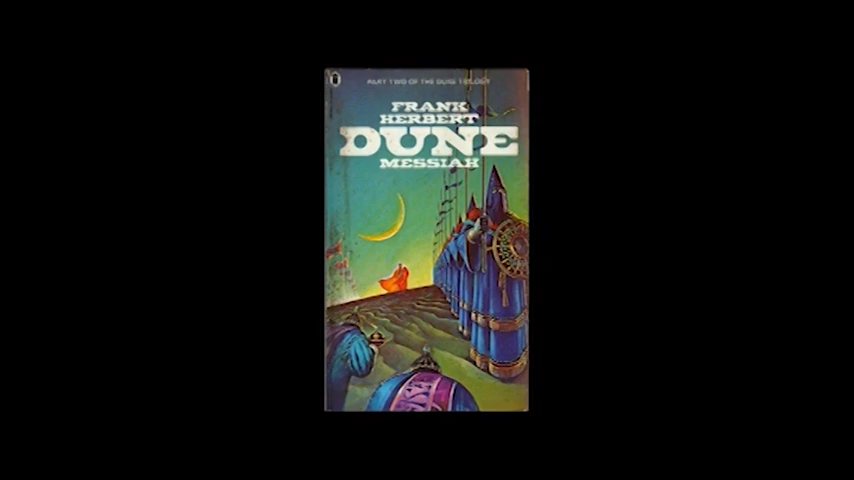 PART TWO OF THE DUNE TRILOGY
FRANK
HERBERT
DUNE
MESSIAH